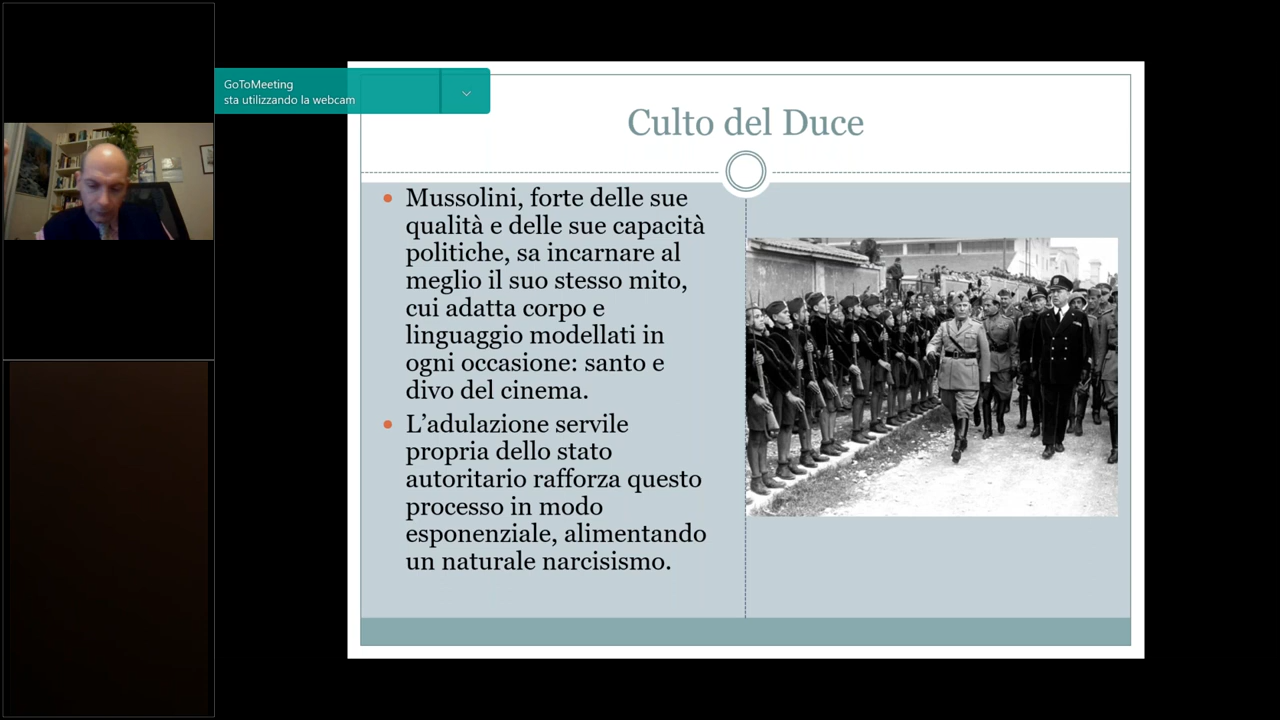 GoToMeeting
sta utilizzando la webcam
Culto del Duce
Mussolini, forte delle sue
qualità e delle sue capacità
politiche, sa incarnare al
meglio il suo stesso mito,
cui adatta corpo e
linguaggio modellati in
ogni occasione: santo e
divo del cinema.
L’adulazione servile
propria dello stato
autoritario rafforza questo
processo in modo
esponenziale, alimentando
un naturale narcisismo.